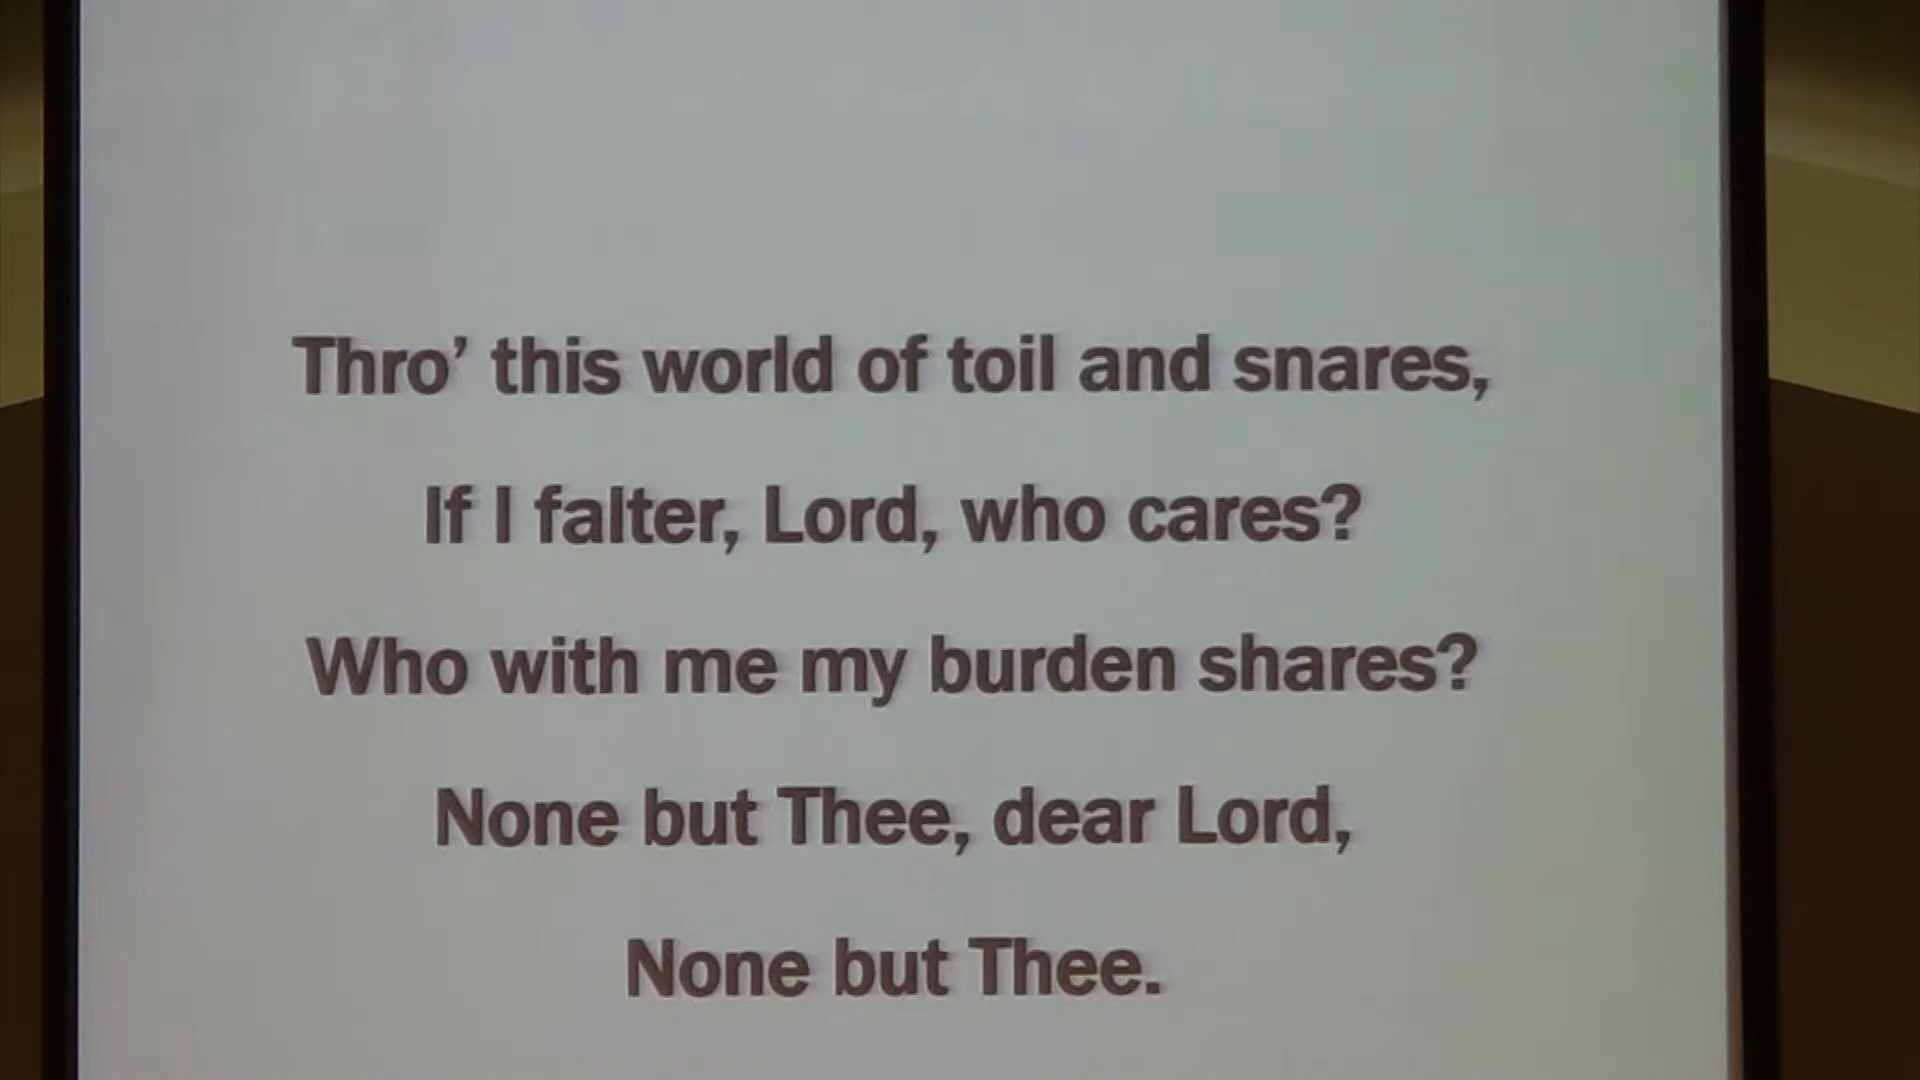 Thro’ this world of toil and snares,
If I falter, Lord, who cares?
Who with me my burden shares?
None but Thee, dear Lord,
None but Thee.